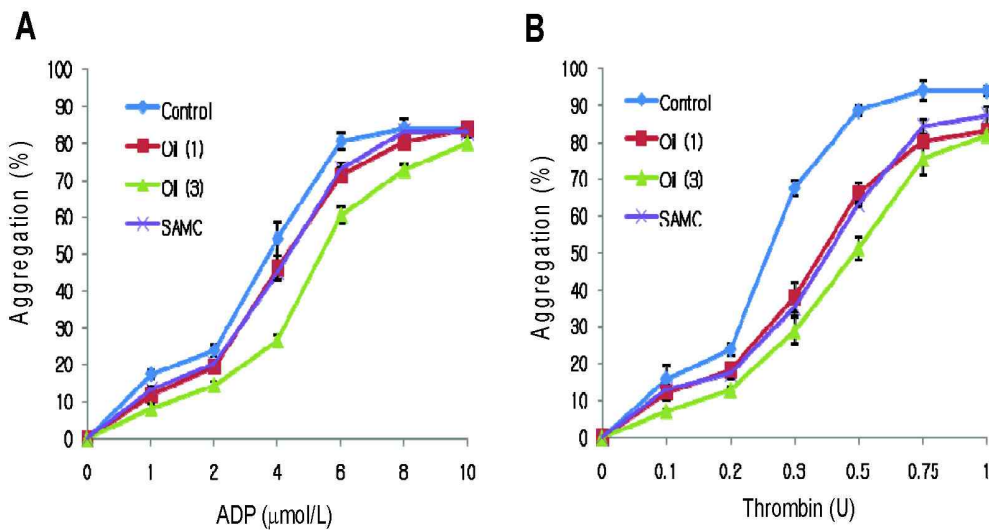 A
100
90
80
70
60
50
40
30
20
10
0
Aggregation (%)
Control
Oil (1)
Oil (3)
SAMC
0 1 2 4 6 8 10
ADP (μmol/L)
B
100
90
80
70
60
50
40
30
20
10
0
Aggregation (%)
Control
Oil (1)
Oil (3)
SAMC
0 0.1 0.2 0.3 0.5 0.75 1
Thrombin (U)